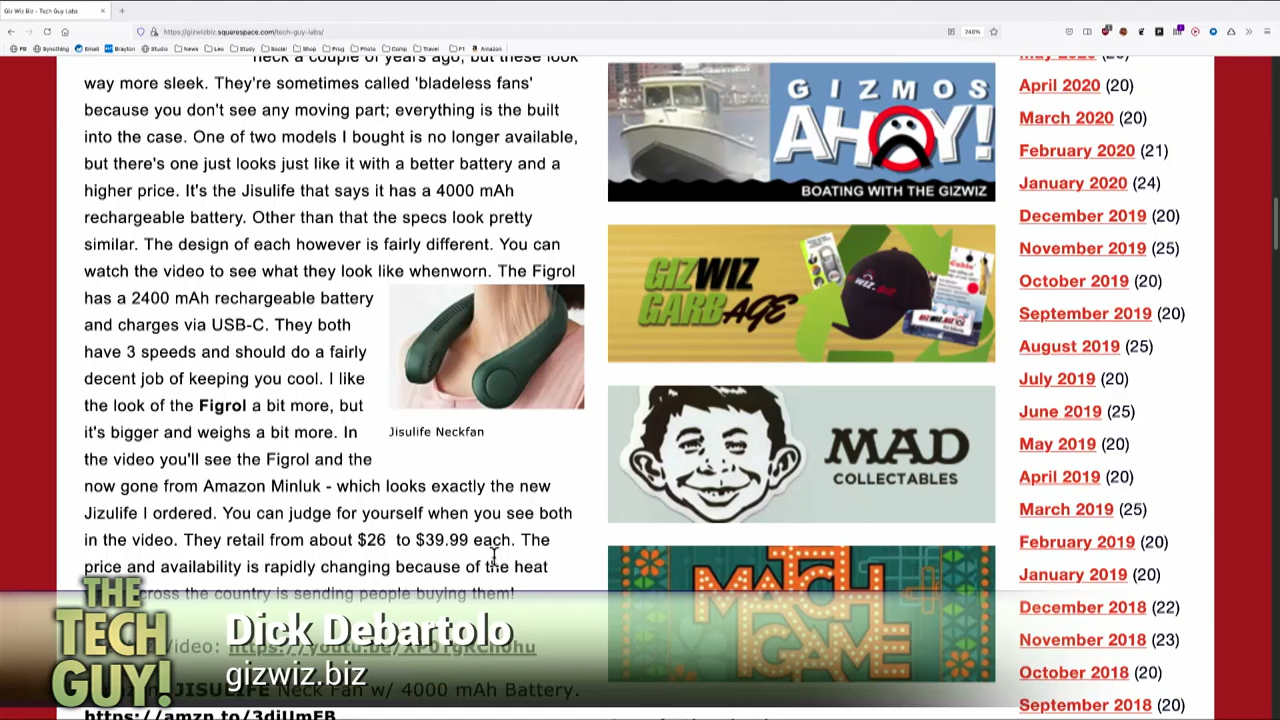 Giz Wiz Biz - Tech Guy Labs
https://gizwizbiz.squarespace.com/tech-guy-labs/
240%
PB
Syncthing
Email
Brayton
Studio
News
Leo
Study
Social
Shop
Prog
Photo
Comp
Travel
F1
Amazon
neck a couple of years ago, but these look
way more sleek. They're sometimes called 'bladeless fans'
because you don't see any moving part; everything is the built
into the case. One of two models I bought is no longer available,
but there's one just looks just like it with a better battery and a
higher price. It's the Jisulife that says it has a 4000 mAh
rechargeable battery. Other than that the specs look pretty
similar. The design of each however is fairly different. You can
watch the video to see what they look like whenworn. The Figrol
has a 2400 mAh rechargeable battery
and charges via USB-C. They both
have 3 speeds and should do a fairly
decent job of keeping you cool. I like
the look of the Figrol a bit more, but
it's bigger and weighs a bit more. In
the video you'll see the Figrol and the
now gone from Amazon Minluk - which looks exactly the new
Jizulife I ordered. You can judge for yourself when you see both
in the video. They retail from about $26 to $39.99 each. The
price and availability is rapidly changing because of the heat
cross the country is sending people buying them!
Video: https://youtu.be/
JISULIFE Neck Fan w/ 4000 mAh Battery.
https://amzn.to/3diUmFB
Jisulife Neckfan
GIZMOS
AHOY!
BOATING WITH THE GIZWIZ
GIZWIZ
GARBAGE
MAD
COLLECTABLES
MATCH
GAME
May 2020
April 2020 (20)
March 2020 (20)
February 2020 (21)
January 2020 (24)
December 2019 (20)
November 2019 (25)
October 2019 (20)
September 2019 (20)
August 2019 (25)
July 2019 (20)
June 2019 (25)
May 2019 (20)
April 2019 (20)
March 2019 (25)
February 2019 (20)
January 2019 (20)
December 2018 (22)
November 2018 (23)
October 2018 (20)
September 2018 (20)
THE
TECH
GUY!
Dick Debartolo
gizwiz.biz